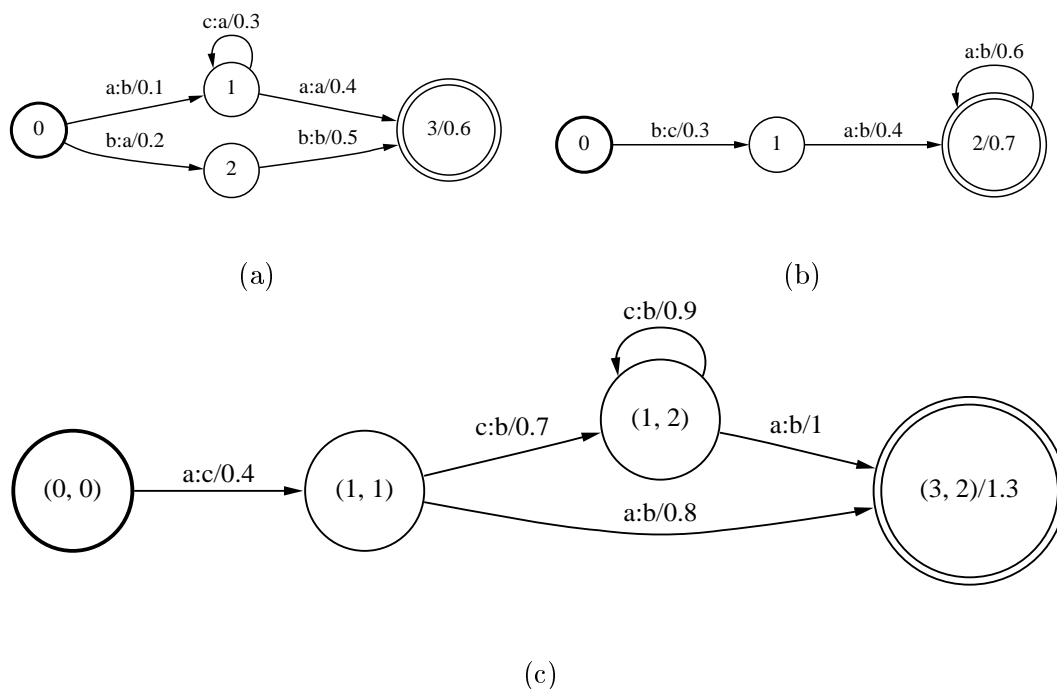 c:a/0.3
a:b/0.1
1
a:a/0.4
0
3/0.6
b:a/0.2
2
b:b/0.5
(a)
a:b/0.6
0
b:c/0.3
1
a:b/0.4
2/0.7
(b)
c:b/0.9
(1, 2)
c:b/0.7
a:b/1
(0, 0)
a:c/0.4
(1, 1)
(3, 2)/1.3
a:b/0.8
(c)